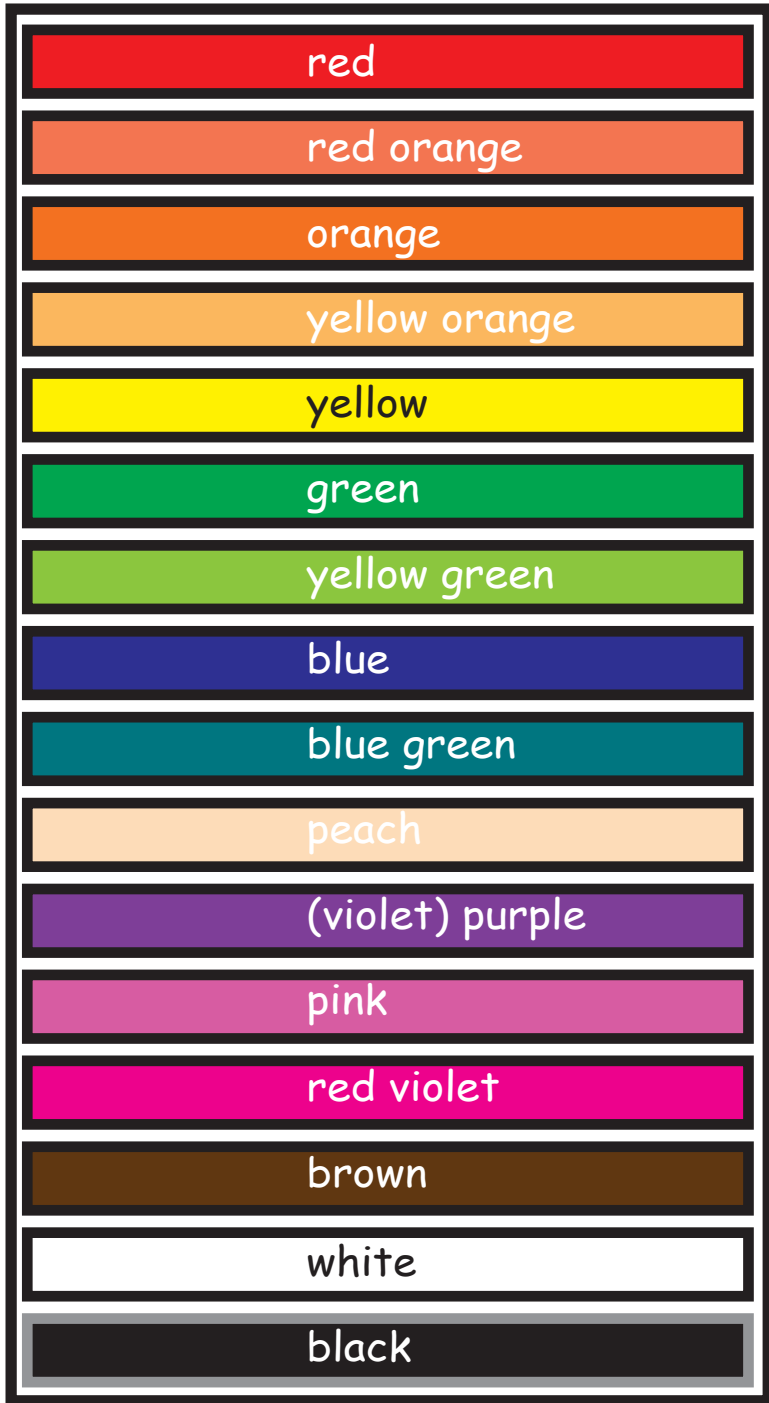 red
red orange
orange
yellow orange
yellow
green
yellow green
blue
blue green
peach
(violet) purple
pink
red violet
brown
white
black